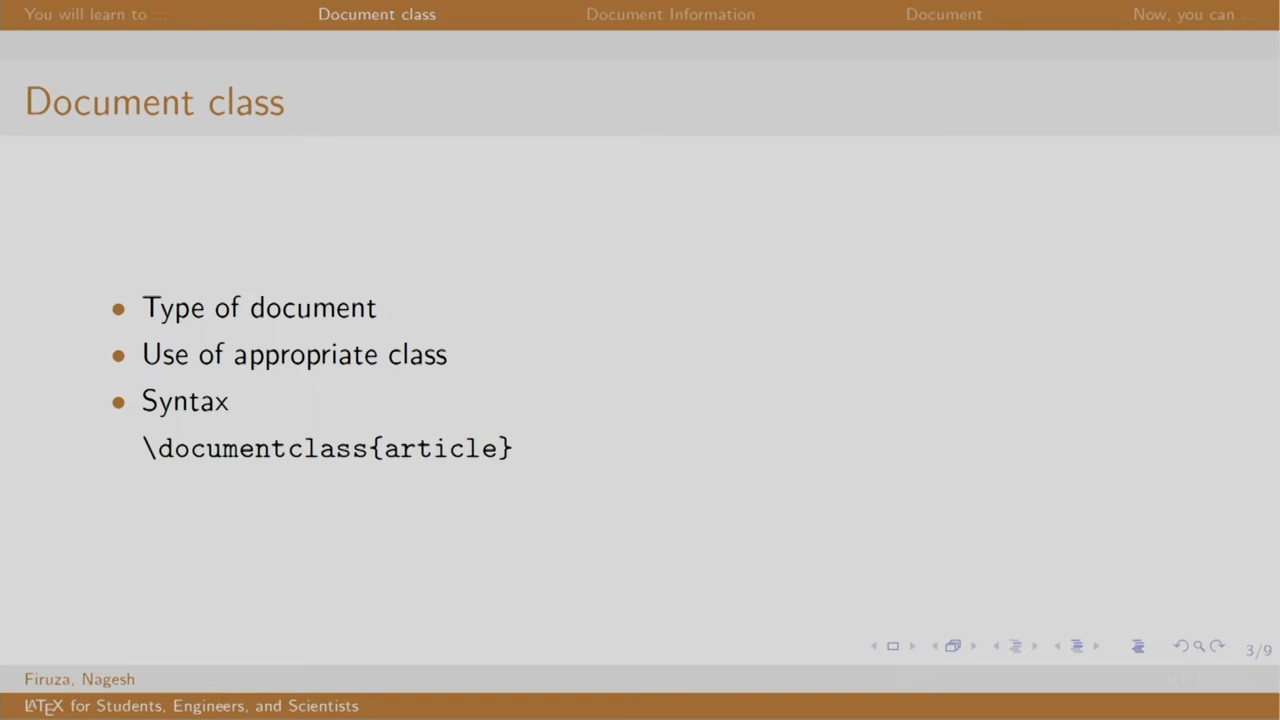 You will learn to ... Document class Document Information Document Now, you can ...
Document class
• Type of document
• Use of appropriate class
• Syntax
\documentclass{article}
3/9
Firuza, Nagesh
LATEX for Students, Engineers, and Scientists